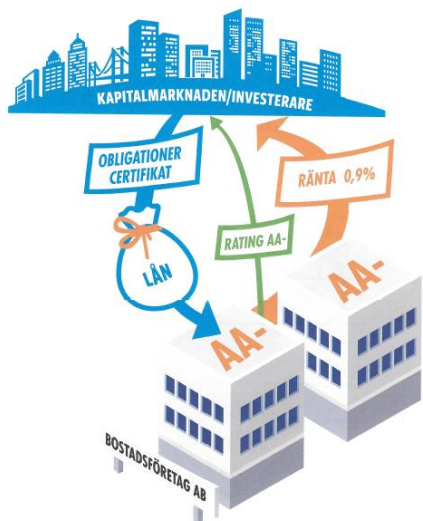 KAPITALMARKNADEN/INVESTERARE
OBLIGATIONER
CERTIFIKAT
RÄNTA 0,9%
RATING AA-
LÅN
AA-
AA-
BOSTADSFÖRETAG AB